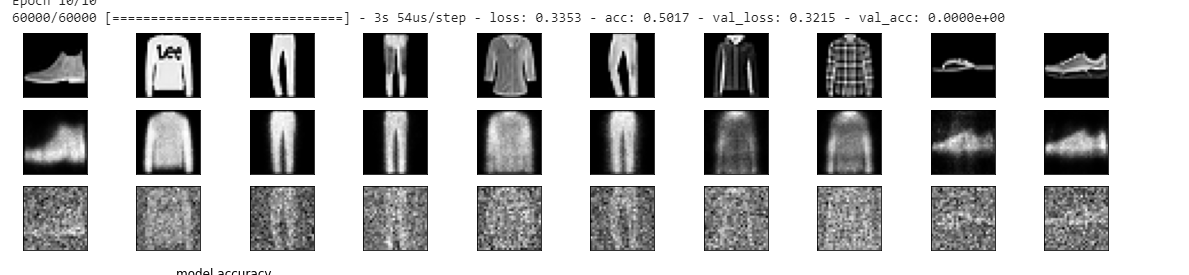 Epoch 10/10
60000/60000 [==============================] - 3s 54us/step - loss: 0.3353 - acc: 0.5017 - val_loss: 0.3215 - val_acc: 0.0000e+00
Lee
model accuracy